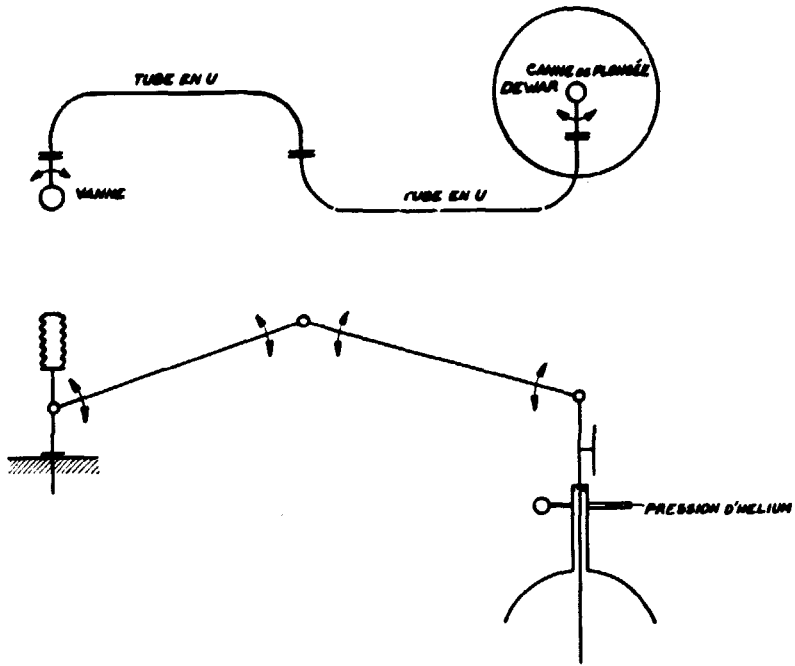 TUBE EN U
CANNE DE PLONGÉE
DEWAR
VANNE
TUBE EN U
PRESSION D'HELIUM